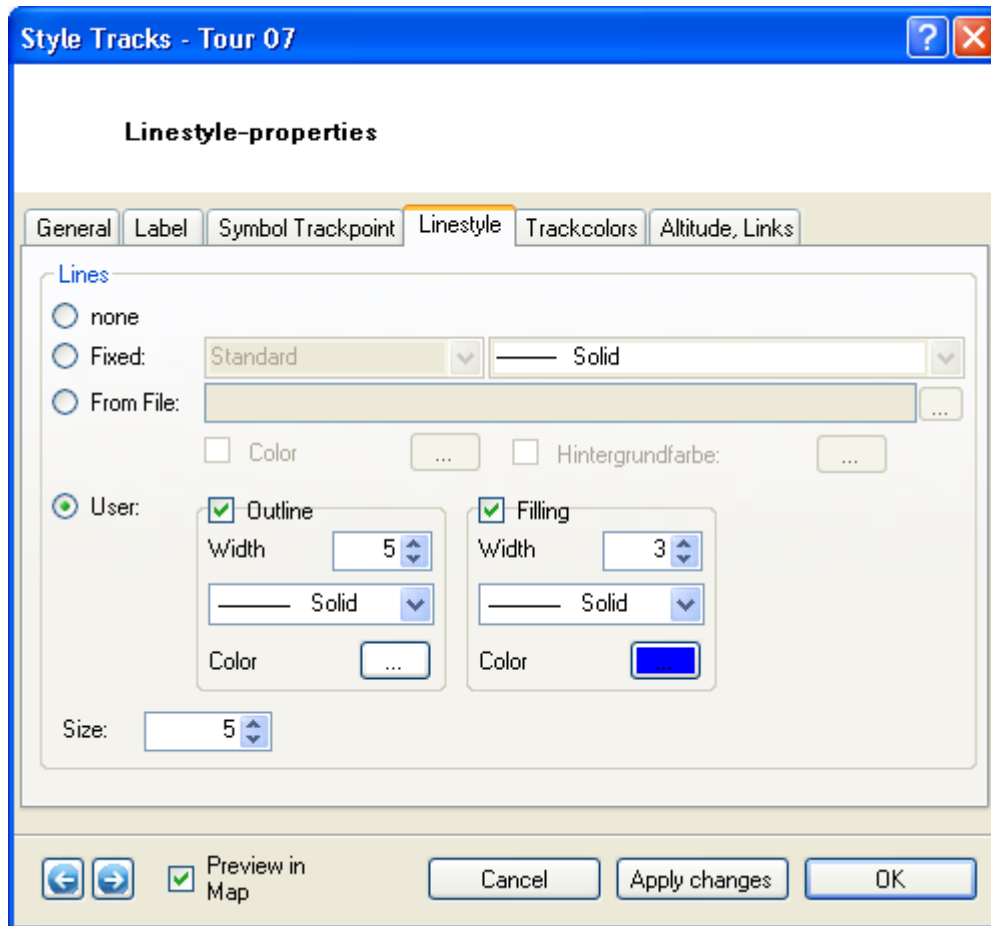 Style Tracks - Tour 07
?
Linestyle-properties
General Label Symbol Trackpoint Linestyle Trackcolors Altitude, Links
Lines
none
Fixed: Standard Solid
From File: ...
Color ... Hintergrundfarbe: ...
User: Outline Filling
Width 5 Width 3
Solid Solid
Color ... Color ...
Size: 5
Preview in
Map
Cancel Apply changes OK